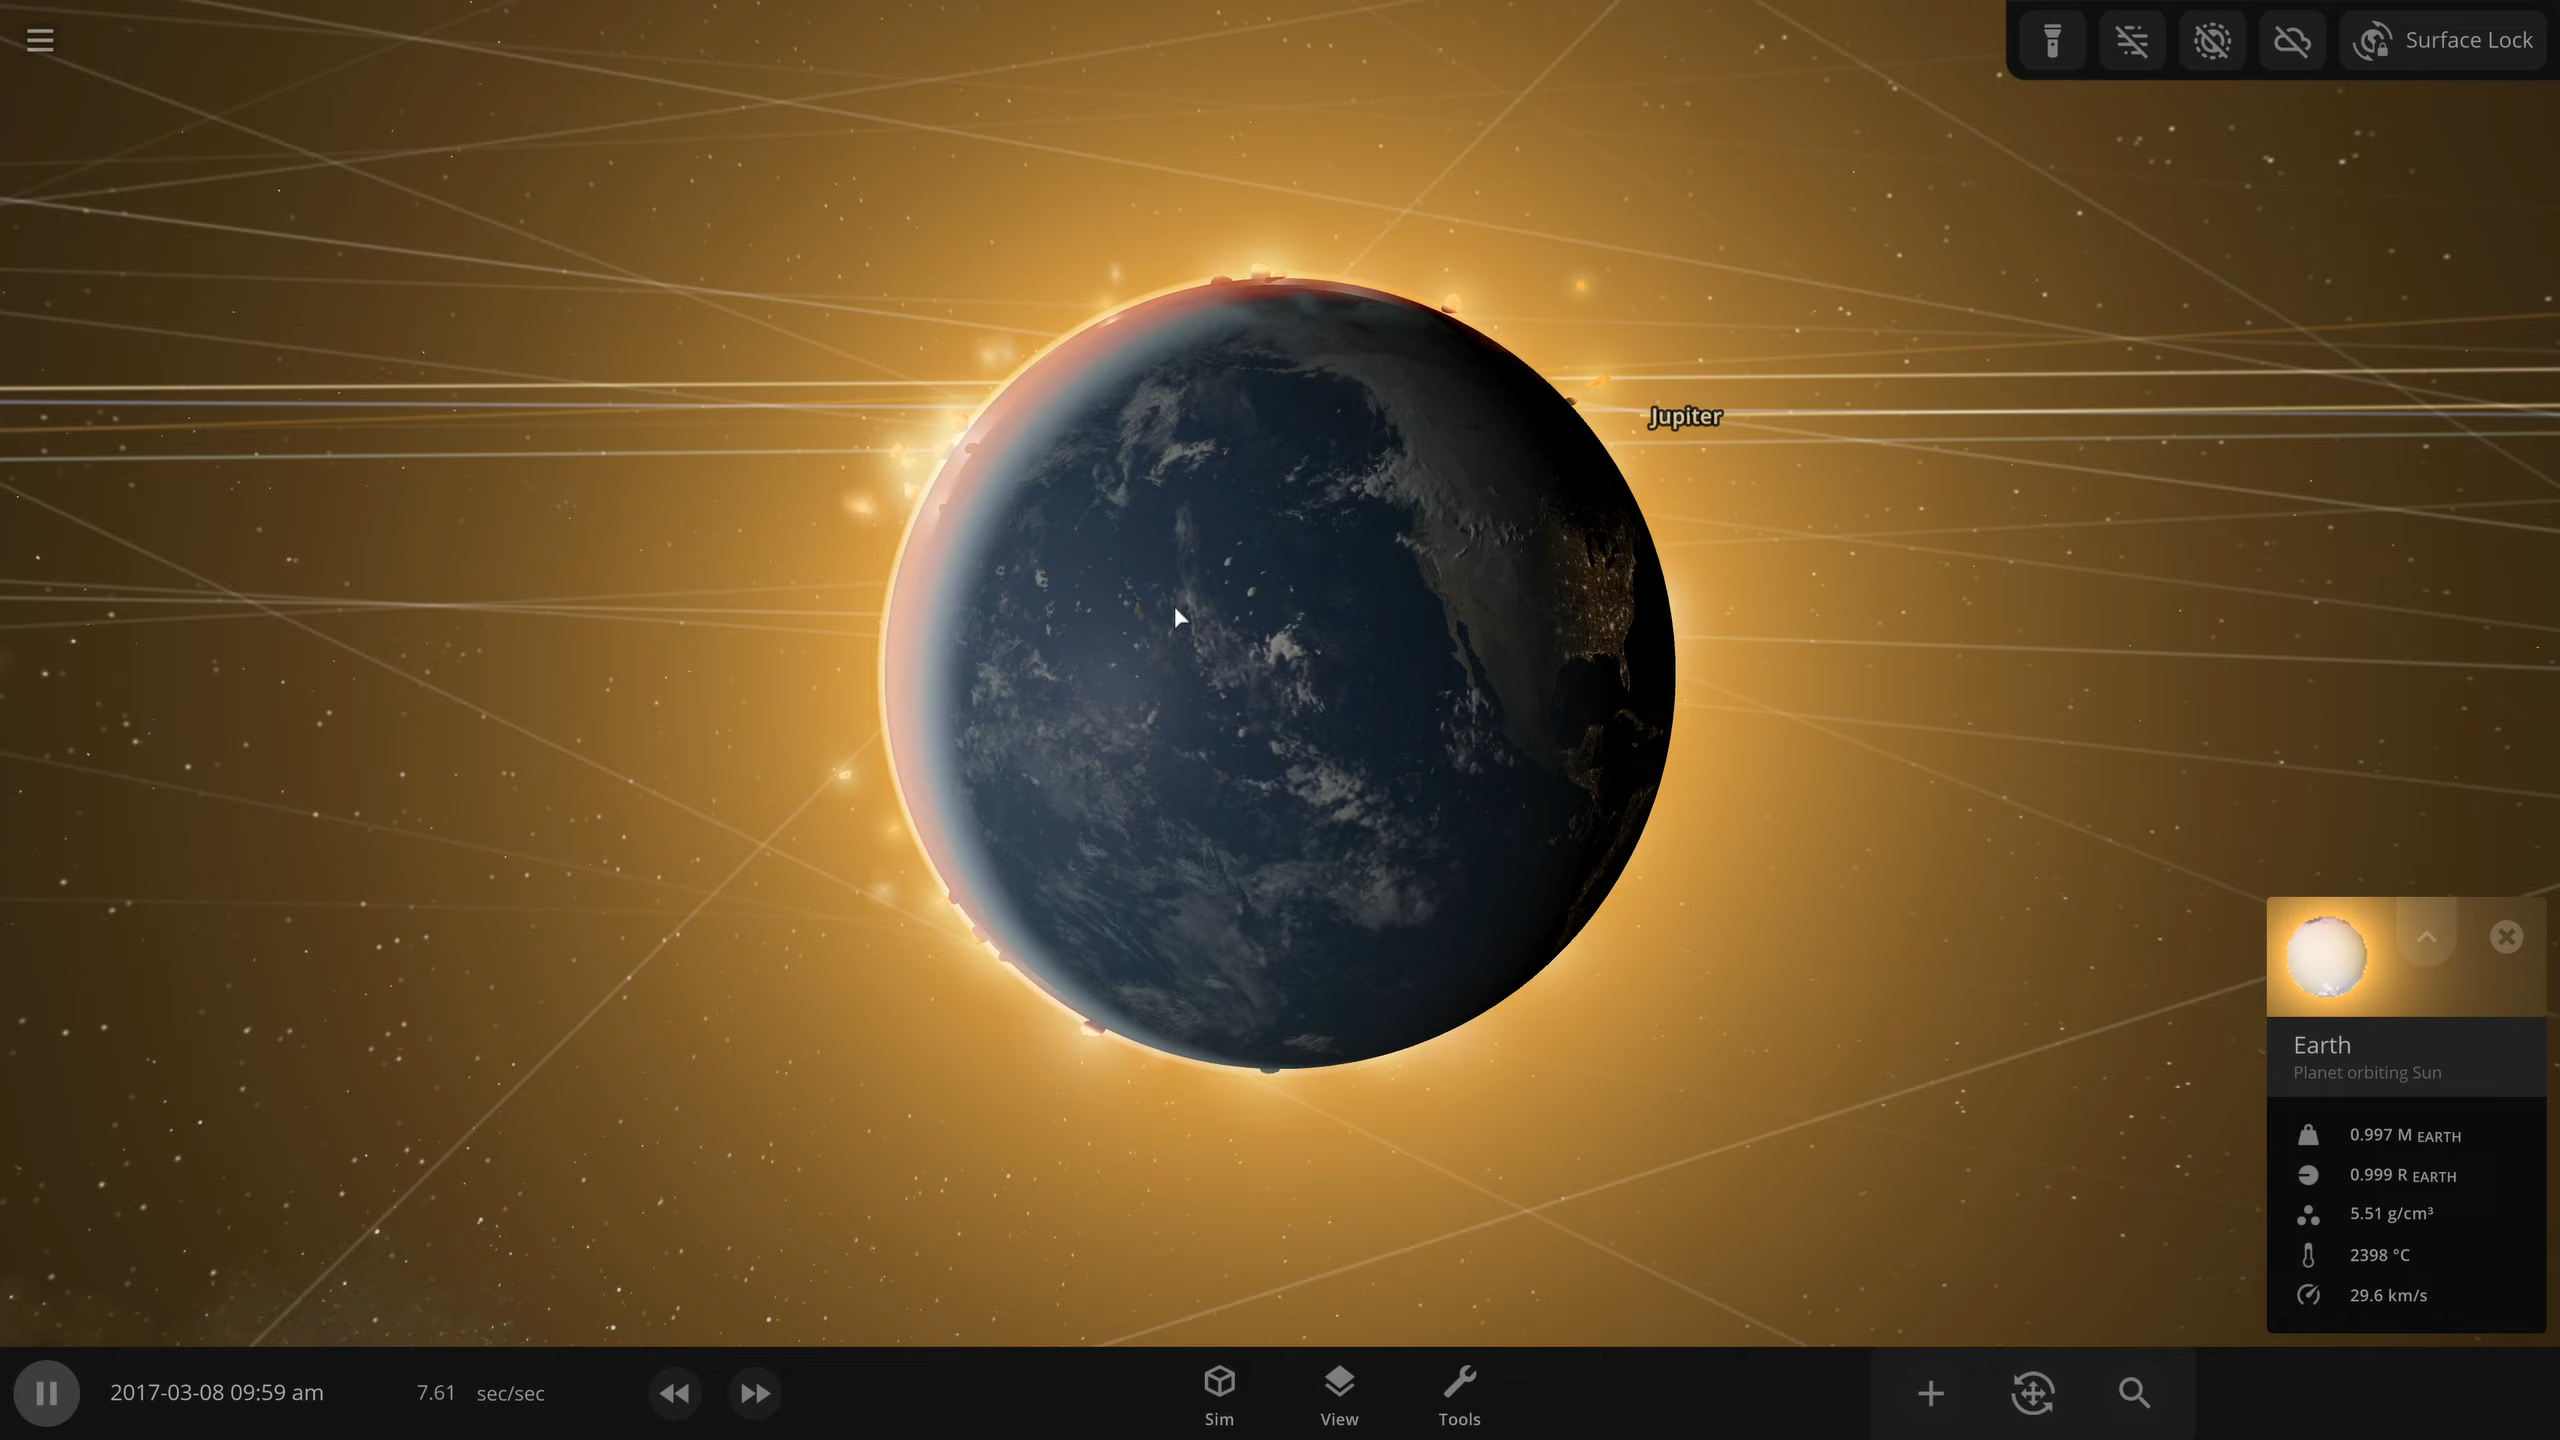 Surface Lock
Jupiter
Earth
Planet orbiting Sun
0.997 M EARTH
0.999 R EARTH
5.51 g/cm³
2398 °C
29.6 km/s
2017-03-08 09:59 am
7.61 sec/sec
Sim
View
Tools